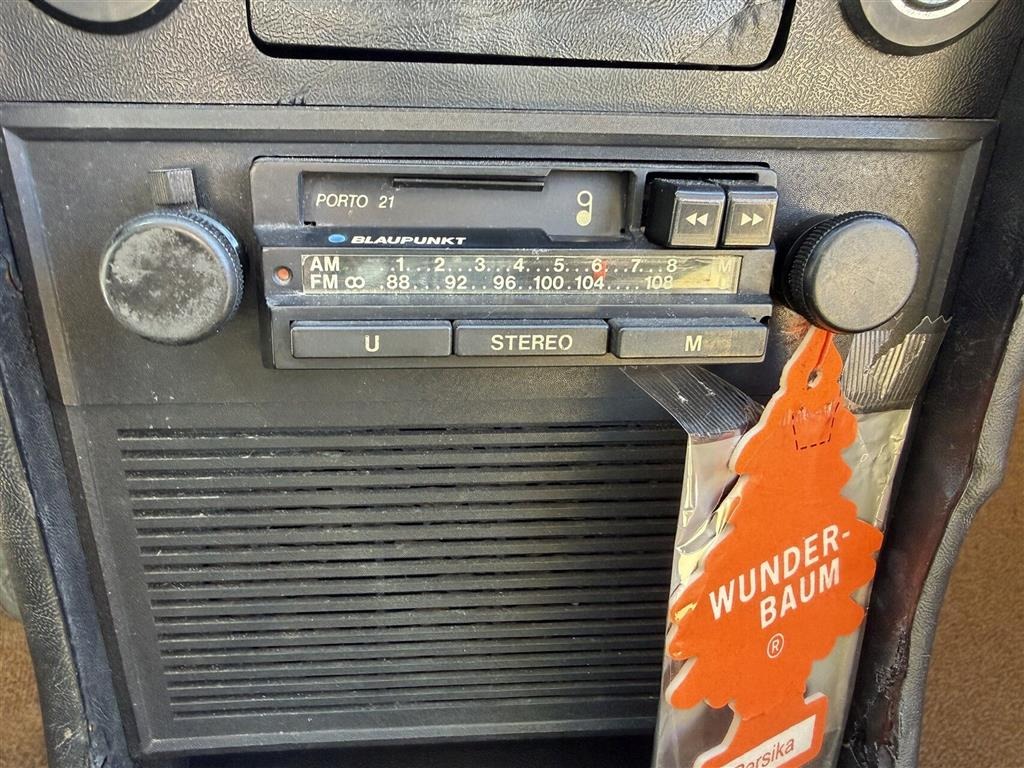 PORTO 21
BLAUPUNKT
AM ..1...2...3...4...5...6...7...8 M
FM ∞ ..88...92...96..100.104....108
U STEREO M
WUNDER-
BAUM
®